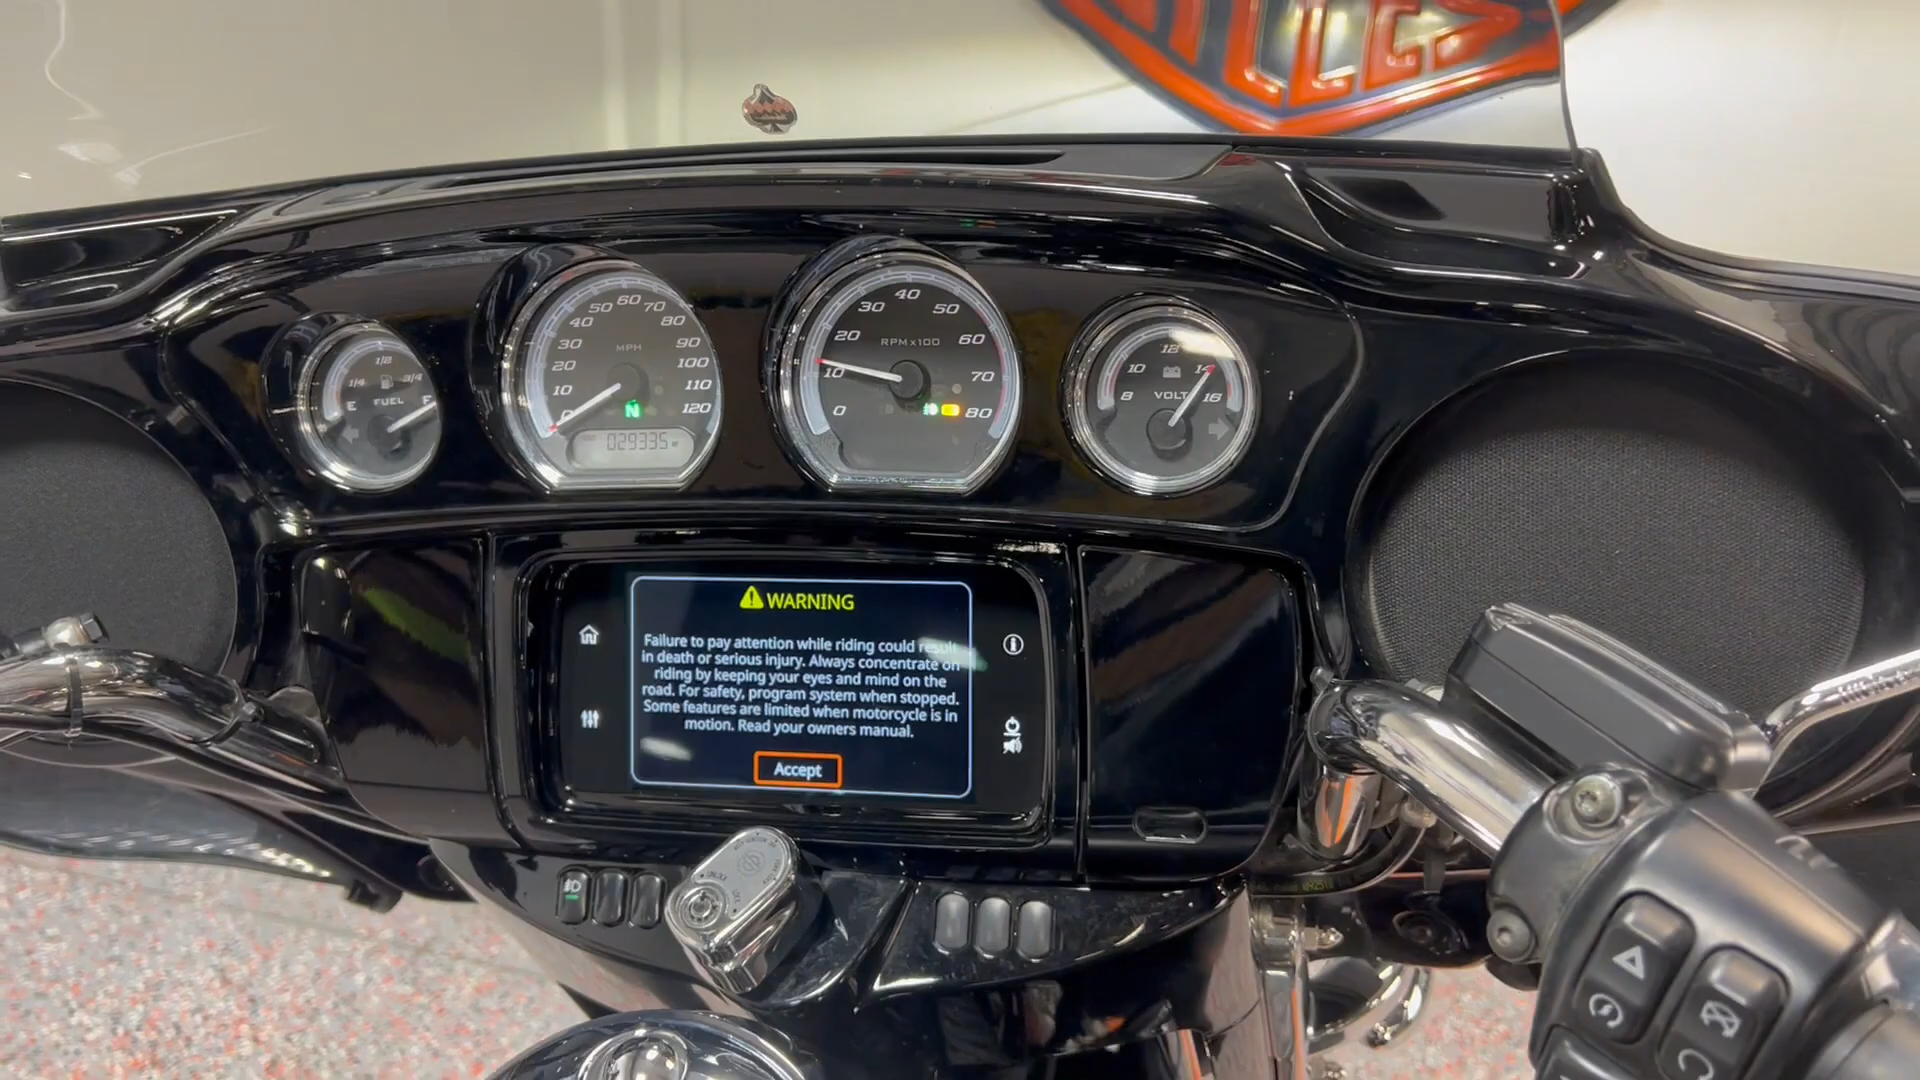 1/2
1/4
3/4
E
FUEL
F
60
50
70
40
80
30
MPH
90
20
100
10
110
0
120
N
029335
40
30
50
20
60
RPM x100
10
70
0
80
12
10
14
8
VOLT
16
WARNING
Failure to pay attention while riding could result
in death or serious injury. Always concentrate on
riding by keeping your eyes and mind on the
road. For safety, program system when stopped.
Some features are limited when motorcycle is in
motion. Read your owners manual.
Accept